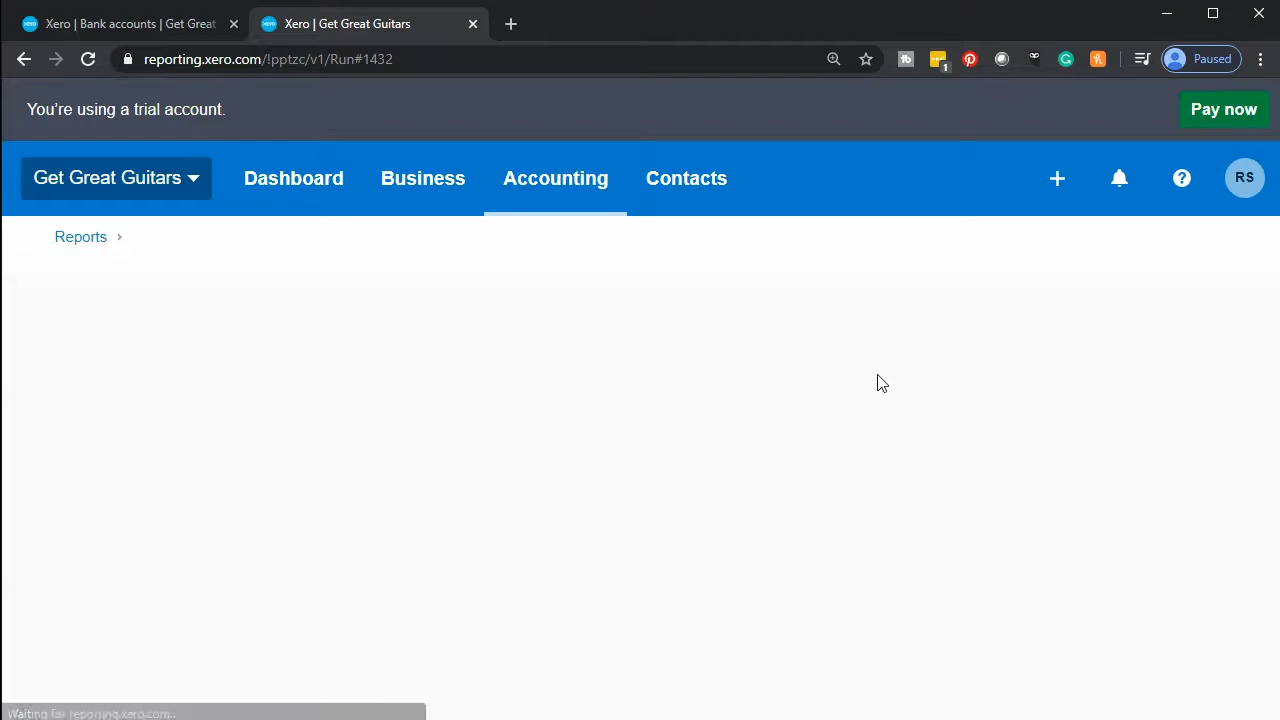 Xero | Bank accounts | Get Great
Xero | Get Great Guitars
reporting.xero.com/!pptzc/v1/Run#1432
1
Paused
You're using a trial account.
Pay now
Get Great Guitars
Dashboard
Business
Accounting
Contacts
RS
Reports
Waiting for reporting.xero.com...